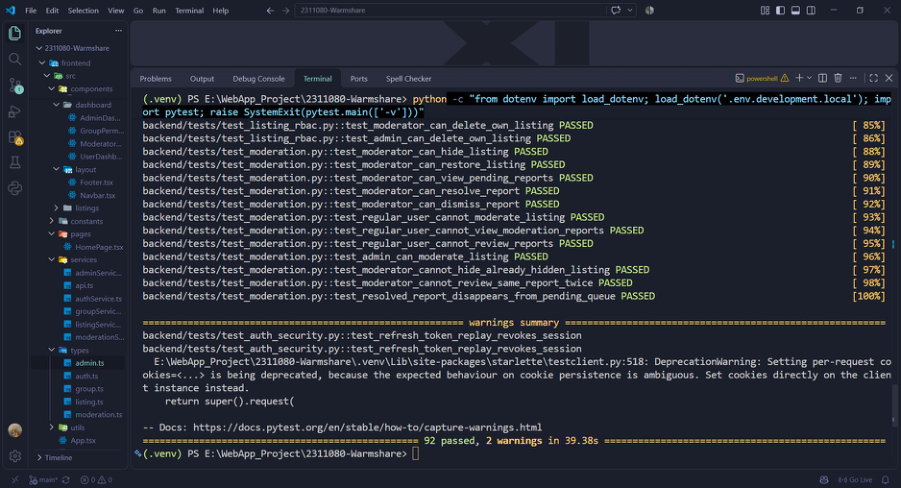 File Edit Selection View Go Run Terminal Help
2311080-Warmshare
Explorer
2311080-Warmshare
frontend
src
components
dashboard
AdminDas...
GroupPerm...
Moderator...
UserDashb...
layout
Footer.tsx
Navbar.tsx
listings
constants
pages
HomePage.tsx
services
adminServic...
api.ts
authService.ts
groupServic...
listingServic...
moderationS...
types
admin.ts
auth.ts
group.ts
listing.ts
moderation.ts
utils
App.tsx
Timeline
Problems Output Debug Console Terminal Ports Spell Checker
powershell
(.venv) PS E:\WebApp_Project\2311080-Warmshare> python -c "from dotenv import load_dotenv; load_dotenv('.env.development.local'); imp
ort pytest; raise SystemExit(pytest.main(['-v']))"
backend/tests/test_listing_rbac.py::test_moderator_can_delete_own_listing PASSED [ 85%]
backend/tests/test_listing_rbac.py::test_admin_can_delete_own_listing PASSED [ 86%]
backend/tests/test_moderation.py::test_moderator_can_hide_listing PASSED [ 88%]
backend/tests/test_moderation.py::test_moderator_can_restore_listing PASSED [ 89%]
backend/tests/test_moderation.py::test_moderator_can_view_pending_reports PASSED [ 90%]
backend/tests/test_moderation.py::test_moderator_can_resolve_report PASSED [ 91%]
backend/tests/test_moderation.py::test_moderator_can_dismiss_report PASSED [ 92%]
backend/tests/test_moderation.py::test_regular_user_cannot_moderate_listing PASSED [ 93%]
backend/tests/test_moderation.py::test_regular_user_cannot_view_moderation_reports PASSED [ 94%]
backend/tests/test_moderation.py::test_regular_user_cannot_review_reports PASSED [ 95%]
backend/tests/test_moderation.py::test_admin_can_moderate_listing PASSED [ 96%]
backend/tests/test_moderation.py::test_moderator_cannot_hide_already_hidden_listing PASSED [ 97%]
backend/tests/test_moderation.py::test_moderator_cannot_review_same_report_twice PASSED [ 98%]
backend/tests/test_moderation.py::test_resolved_report_disappears_from_pending_queue PASSED [100%]
warnings summary
backend/tests/test_auth_security.py::test_refresh_token_replay_revokes_session
backend/tests/test_auth_security.py::test_refresh_token_replay_revokes_session
E:\WebApp_Project\2311080-Warmshare\.venv\Lib\site-packages\starlette\testclient.py:518: DeprecationWarning: Setting per-request co
okies=<...> is being deprecated, because the expected behaviour on cookie persistence is ambiguous. Set cookies directly on the clien
t instance instead.
return super().request(
-- Docs: https://docs.pytest.org/en/stable/how-to/capture-warnings.html
92 passed, 2 warnings in 39.38s
(.venv) PS E:\WebApp_Project\2311080-Warmshare>
main* 0 0 Go Live